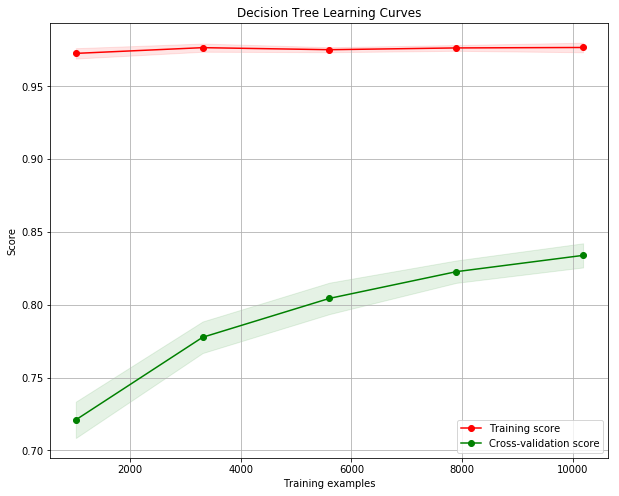 Decision Tree Learning Curves
Score
0.95
0.90
0.85
0.80
0.75
0.70
Training score
Cross-validation score
2000 4000 6000 8000 10000
Training examples